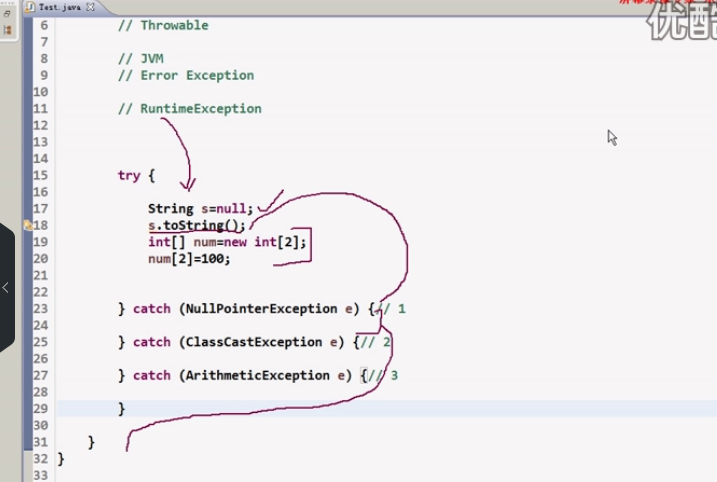 Test.java
6 // Throwable
7
8 // JVM
9 // Error Exception
10
11 // RuntimeException
12
13
14
15 try {
16
17 String s=null;
18 s.toString();
19 int[] num=new int[2];
20 num[2]=100;
21
22
23 } catch (NullPointerException e) {// 1
24
25 } catch (ClassCastException e) {// 2
26
27 } catch (ArithmeticException e) {// 3
28
29 }
30
31 }
32 }
33
优酷